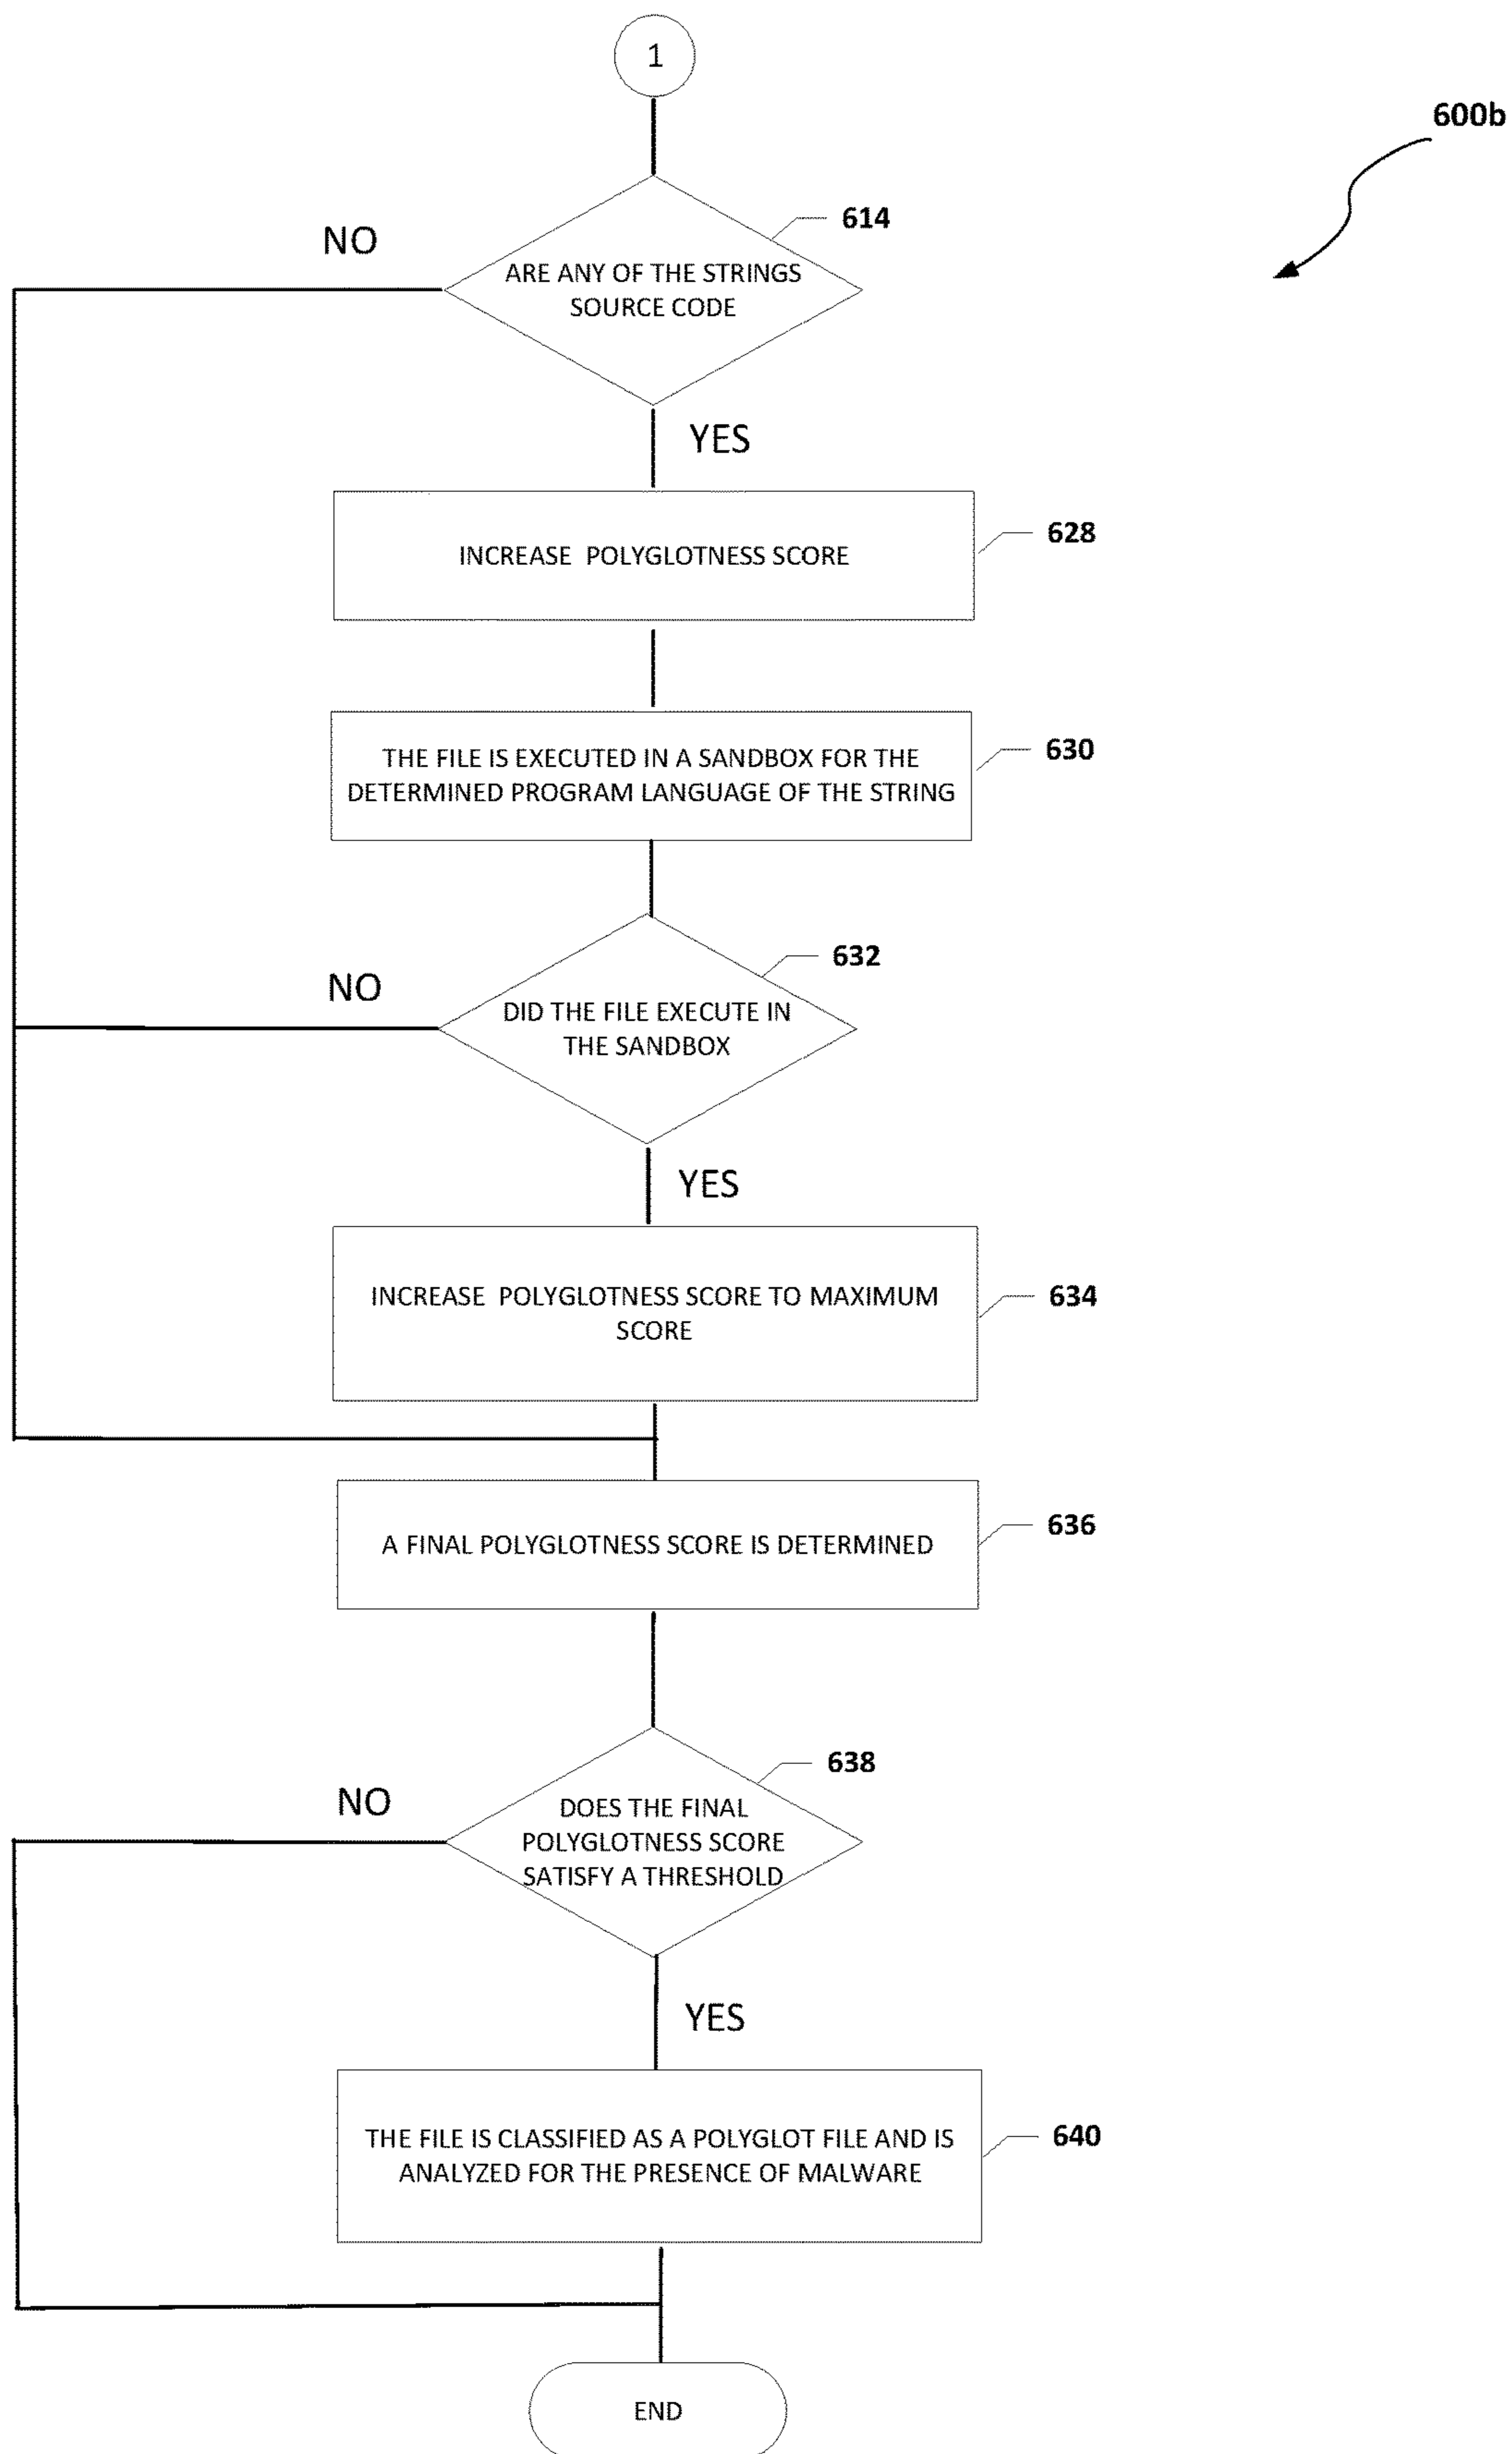 1
600b
614
NO
ARE ANY OF THE STRINGS
SOURCE CODE
YES
628
INCREASE POLYGLOTNESS SCORE
630
THE FILE IS EXECUTED IN A SANDBOX FOR THE
DETERMINED PROGRAM LANGUAGE OF THE STRING
632
NO
DID THE FILE EXECUTE IN
THE SANDBOX
YES
634
INCREASE POLYGLOTNESS SCORE TO MAXIMUM
SCORE
636
A FINAL POLYGLOTNESS SCORE IS DETERMINED
638
NO
DOES THE FINAL
POLYGLOTNESS SCORE
SATISFY A THRESHOLD
YES
640
THE FILE IS CLASSIFIED AS A POLYGLOT FILE AND IS
ANALYZED FOR THE PRESENCE OF MALWARE
END